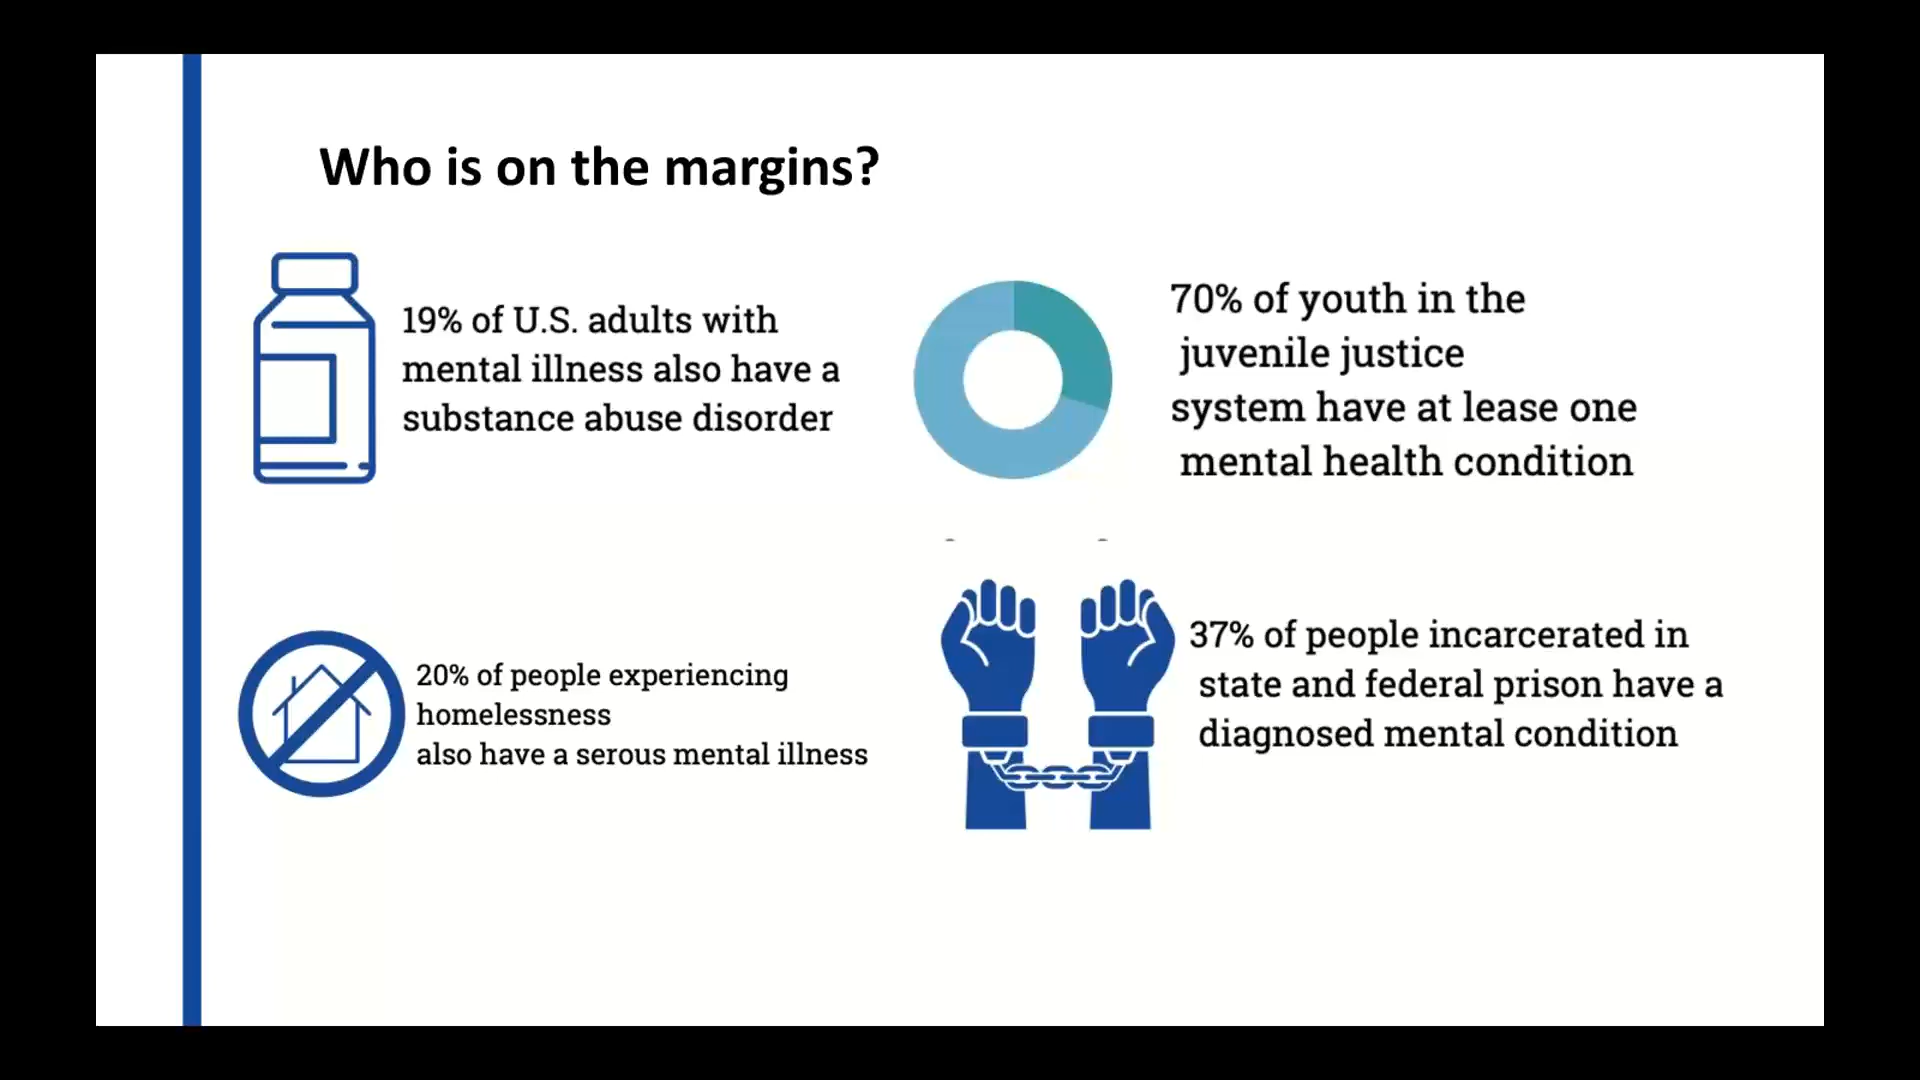 Who is on the margins?
19% of U.S. adults with
mental illness also have a
substance abuse disorder
70% of youth in the
juvenile justice
system have at lease one
mental health condition
20% of people experiencing
homelessness
also have a serous mental illness
37% of people incarcerated in
state and federal prison have a
diagnosed mental condition